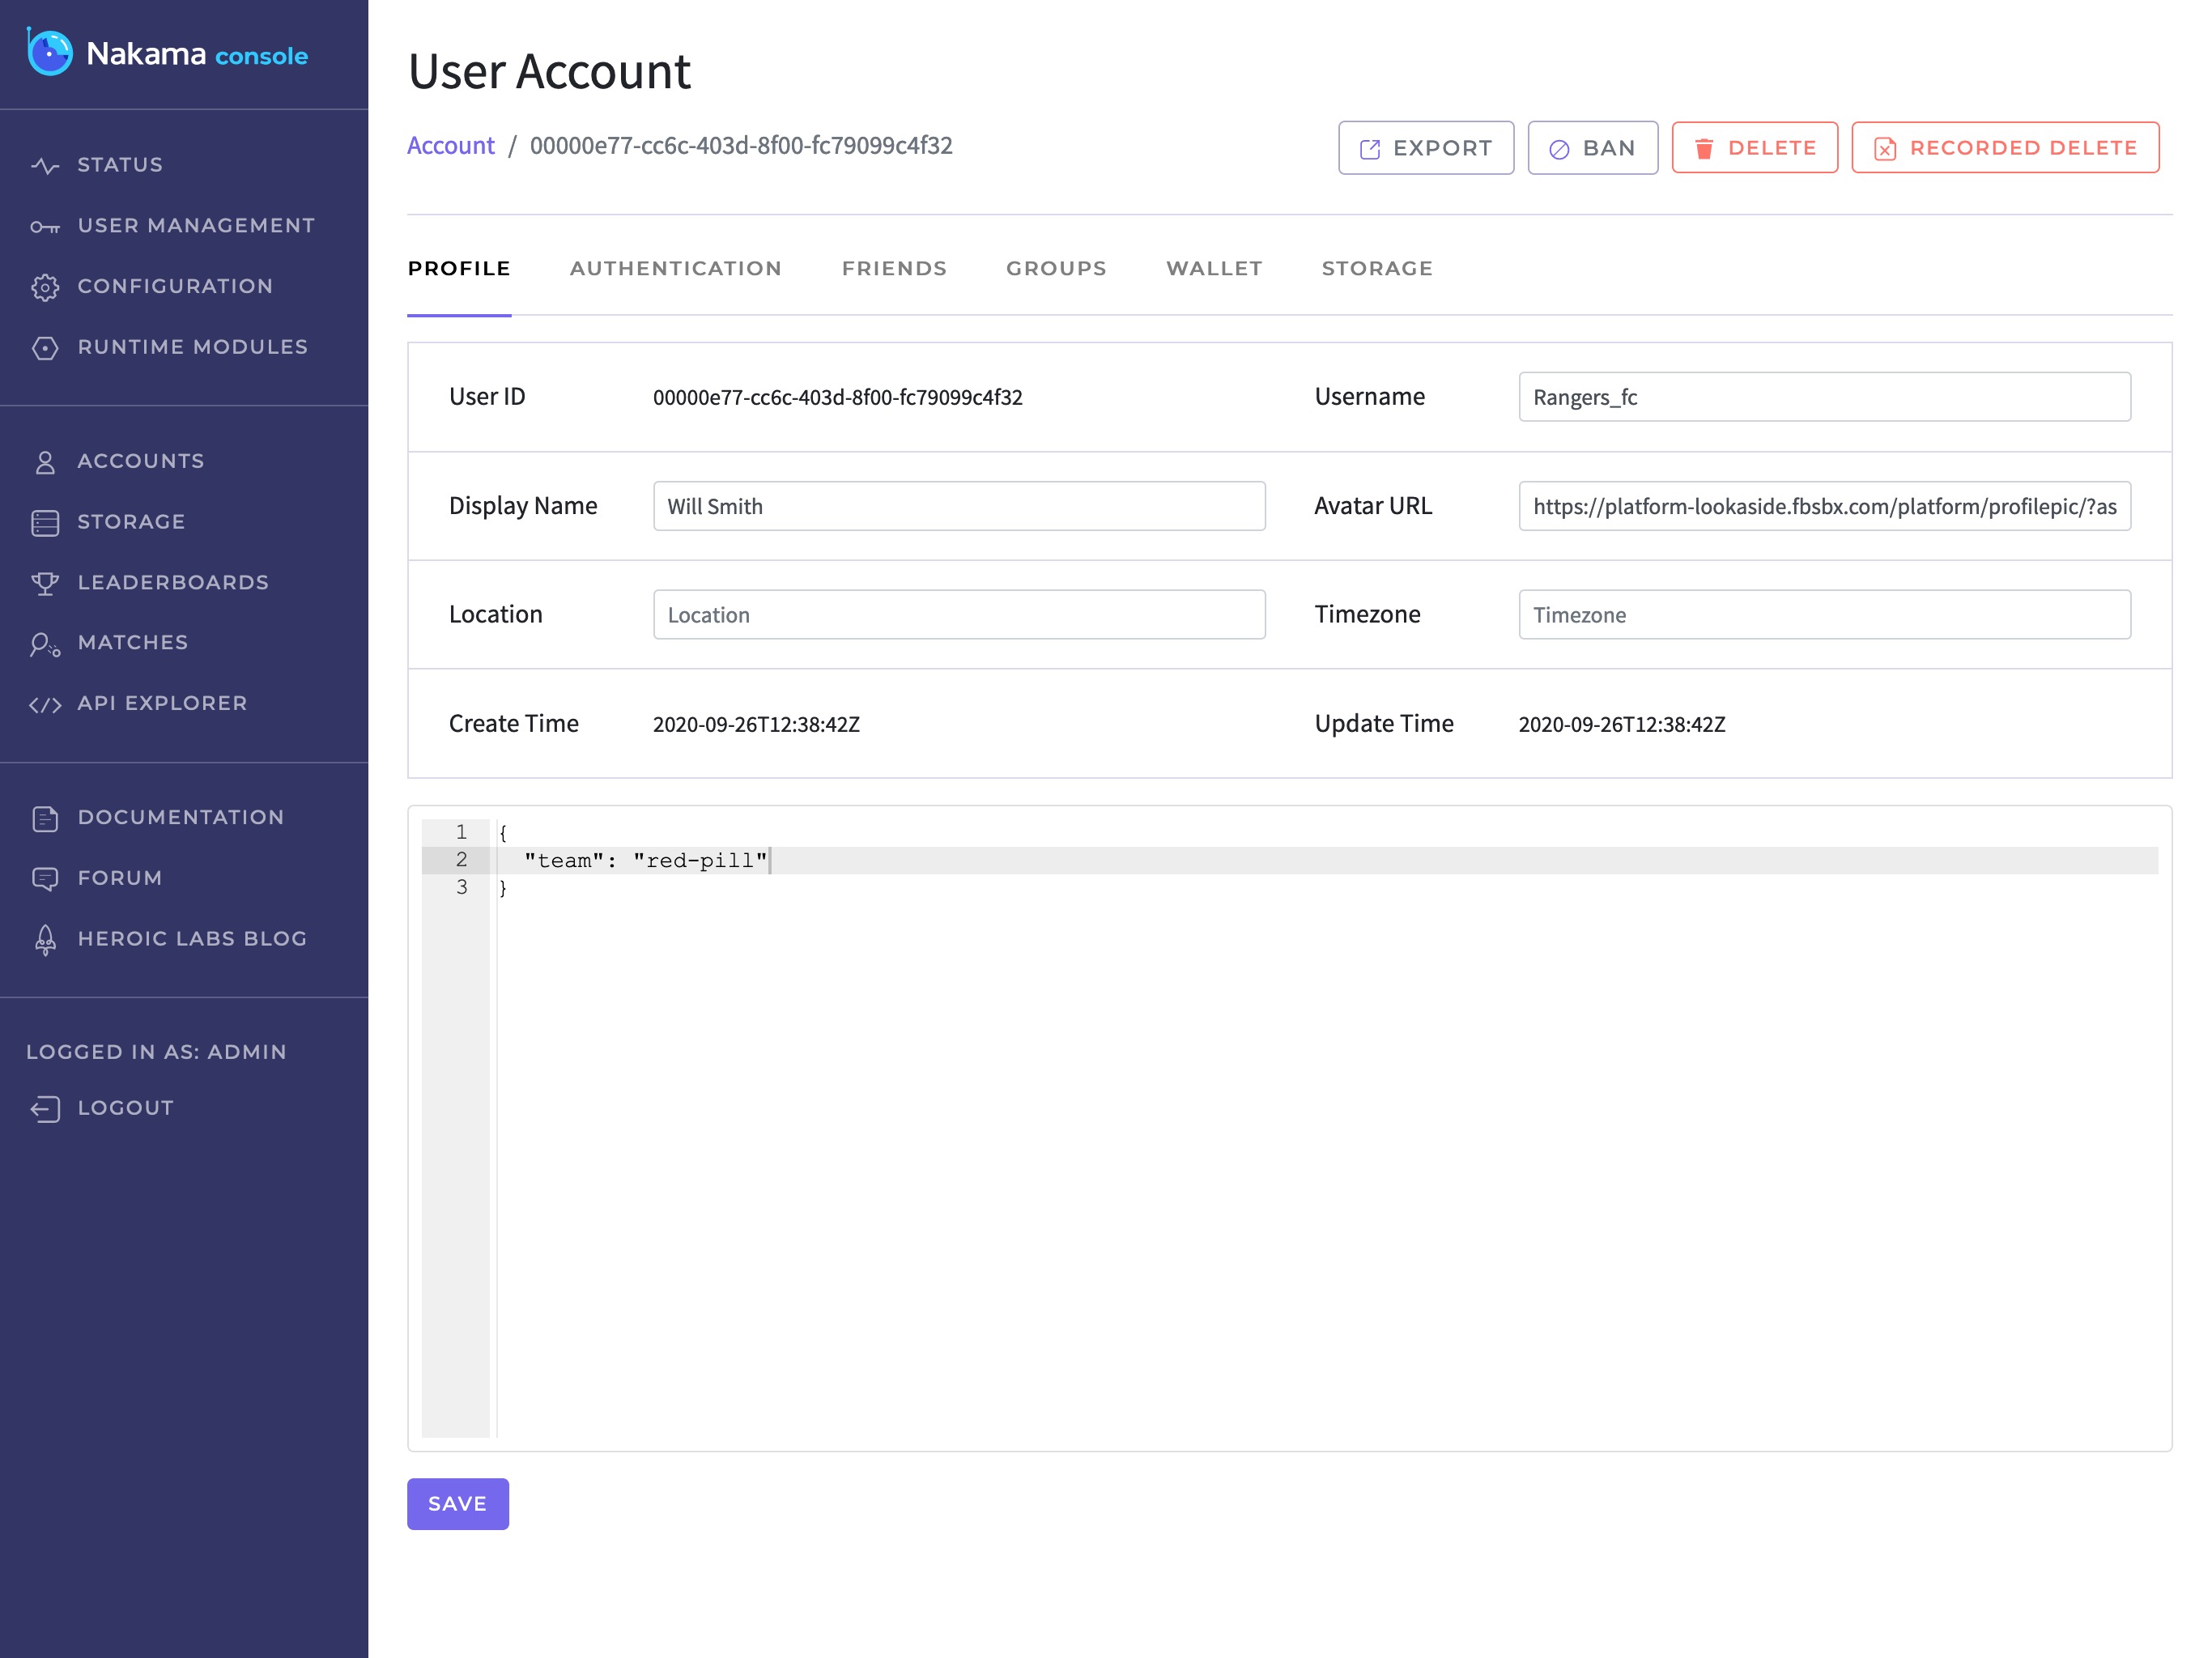 Nakama console
STATUS
USER MANAGEMENT
CONFIGURATION
RUNTIME MODULES
ACCOUNTS
STORAGE
LEADERBOARDS
MATCHES
API EXPLORER
DOCUMENTATION
FORUM
HEROIC LABS BLOG
LOGGED IN AS: ADMIN
LOGOUT
User Account
Account / 00000e77-cc6c-403d-8f00-fc79099c4f32
EXPORT BAN DELETE RECORDED DELETE
PROFILE AUTHENTICATION FRIENDS GROUPS WALLET STORAGE
User ID 00000e77-cc6c-403d-8f00-fc79099c4f32 Username Rangers_fc
Display Name Will Smith Avatar URL https://platform-lookaside.fbsbx.com/platform/profilepic/?as
Location Location Timezone Timezone
Create Time 2020-09-26T12:38:42Z Update Time 2020-09-26T12:38:42Z
1 {
2 "team": "red-pill"
3 }
SAVE